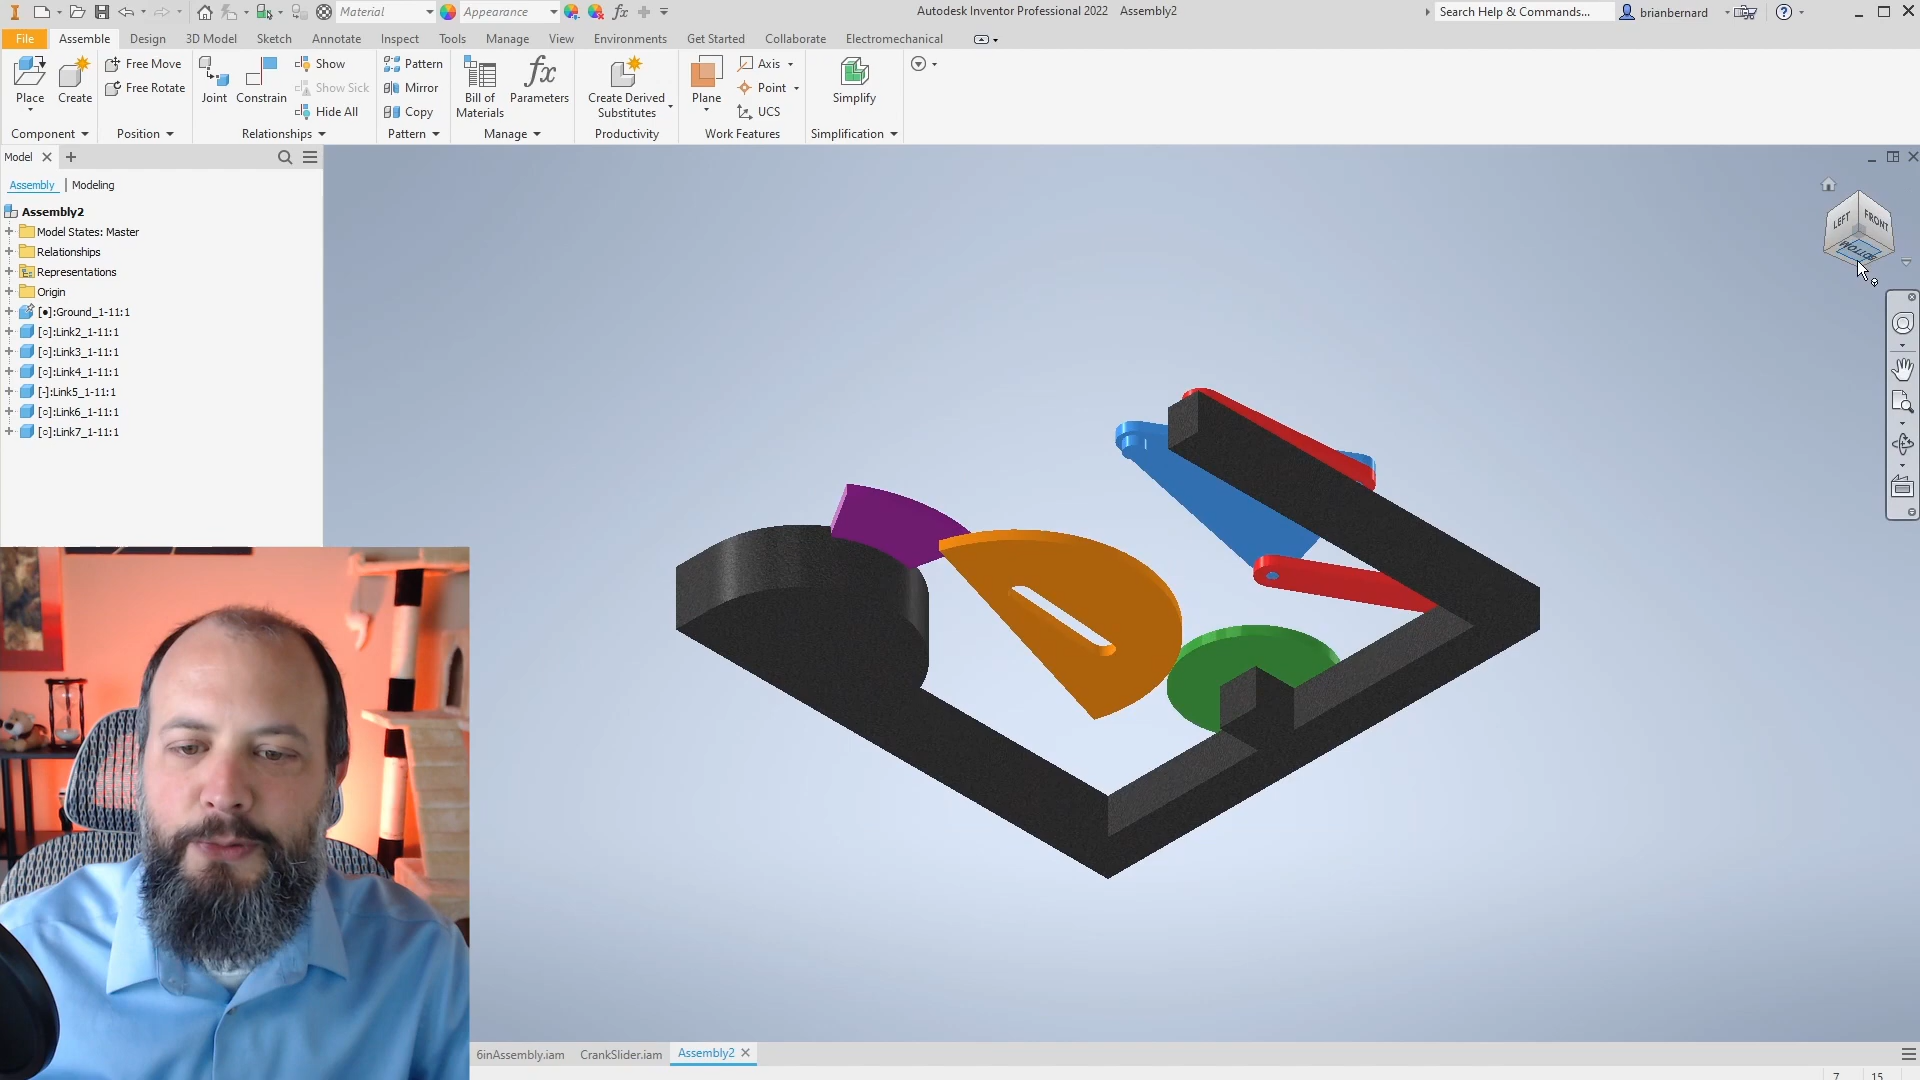 Material
Appearance
fx
Autodesk Inventor Professional 2022 Assembly2
Search Help & Commands...
brianbernard
File
Assemble
Design
3D Model
Sketch
Annotate
Inspect
Tools
Manage
View
Environments
Get Started
Collaborate
Electromechanical
Place
Create
Free Move
Free Rotate
Joint
Constrain
Show
Show Sick
Hide All
Pattern
Mirror
Copy
Bill of
Materials
fx
Parameters
Create Derived
Substitutes
Plane
Axis
Point
UCS
Simplify
Component
Position
Relationships
Pattern
Manage
Productivity
Work Features
Simplification
Model
Assembly | Modeling
Assembly2
Model States: Master
Relationships
Representations
Origin
[●]:Ground_1-11:1
[○]:Link2_1-11:1
[○]:Link3_1-11:1
[○]:Link4_1-11:1
[-]:Link5_1-11:1
[○]:Link6_1-11:1
[○]:Link7_1-11:1
LEFT
FRONT
BOTTOM
6inAssembly.iam
CrankSlider.iam
Assembly2
7 15